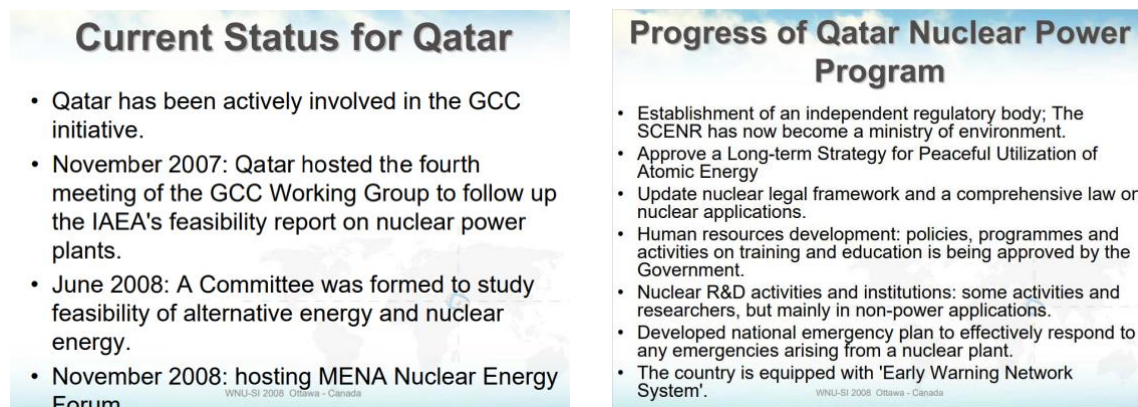 Current Status for Qatar
• Qatar has been actively involved in the GCC
initiative.
• November 2007: Qatar hosted the fourth
meeting of the GCC Working Group to follow up
the IAEA's feasibility report on nuclear power
plants.
• June 2008: A Committee was formed to study
feasibility of alternative energy and nuclear
energy.
• November 2008: hosting MENA Nuclear Energy
Forum
WNU-SI 2008 Ottawa - Canada
Progress of Qatar Nuclear Power
Program
• Establishment of an independent regulatory body; The
SCENR has now become a ministry of environment.
• Approve a Long-term Strategy for Peaceful Utilization of
Atomic Energy
• Update nuclear legal framework and a comprehensive law on
nuclear applications.
• Human resources development: policies, programmes and
activities on training and education is being approved by the
Government.
• Nuclear R&D activities and institutions: some activities and
researchers, but mainly in non-power applications.
• Developed national emergency plan to effectively respond to
any emergencies arising from a nuclear plant.
• The country is equipped with 'Early Warning Network
System'.
WNU-SI 2008 Ottawa - Canada